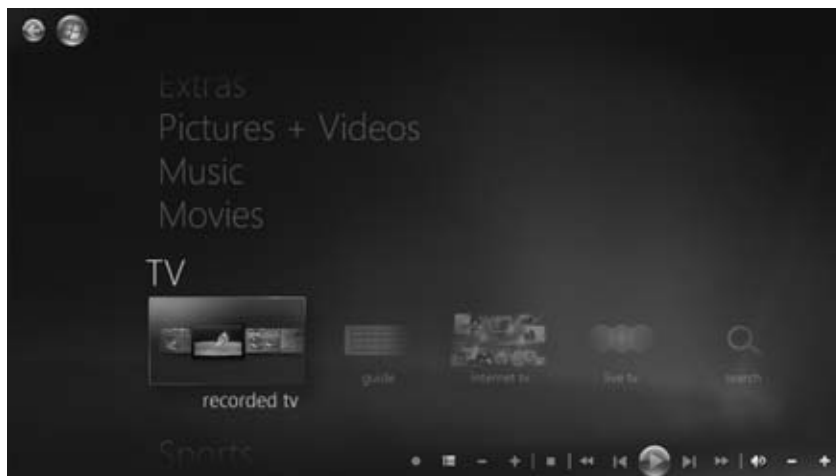 Extras
Pictures + Videos
Music
Movies
TV
recorded tv
guide
internet tv
live tv
search
Sports